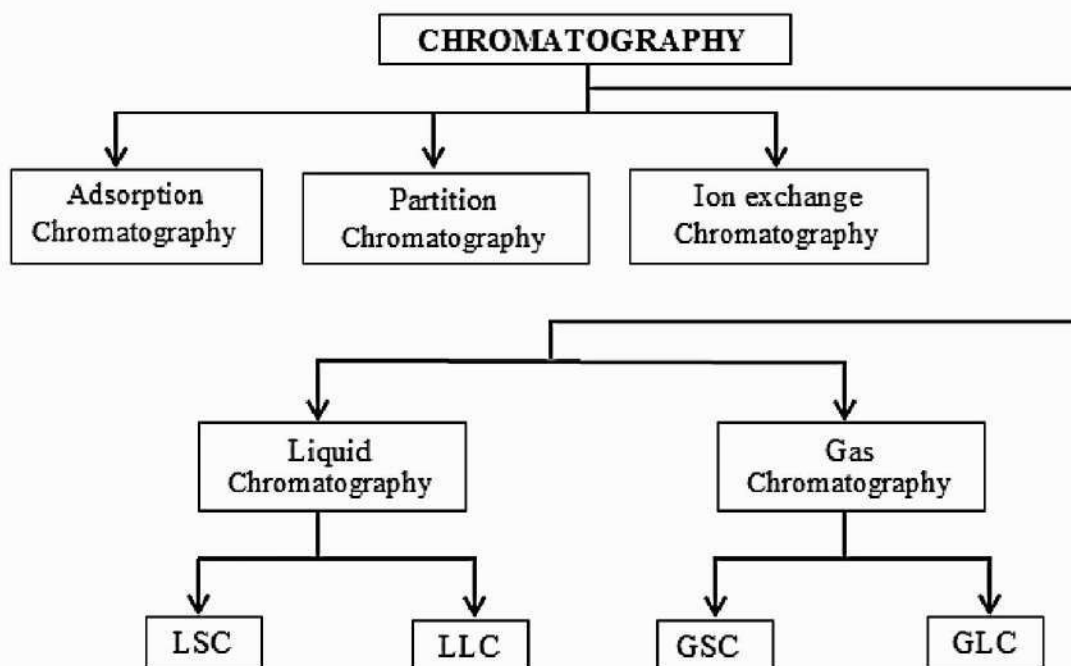 CHROMATOGRAPHY
Adsorption
Chromatography
Partition
Chromatography
Ion exchange
Chromatography
Liquid
Chromatography
Gas
Chromatography
LSC
LLC
GSC
GLC